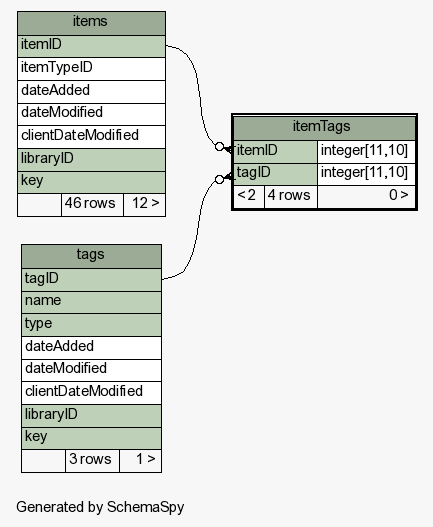 items
itemID
itemTypeID
dateAdded
dateModified
clientDateModified
libraryID
key
46 rows 12 >
itemTags
itemID integer[11,10]
tagID integer[11,10]
< 2 4 rows 0 >
tags
tagID
name
type
dateAdded
dateModified
clientDateModified
libraryID
key
3 rows 1 >
Generated by SchemaSpy